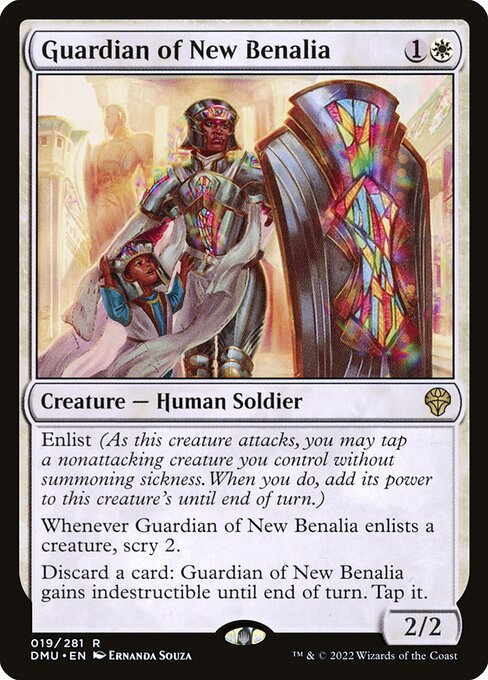 Guardian of New Benalia 1
Creature — Human Soldier
Enlist (As this creature attacks, you may tap
a nonattacking creature you control without
summoning sickness. When you do, add its power
to this creature's until end of turn.)
Whenever Guardian of New Benalia enlists a
creature, scry 2.
Discard a card: Guardian of New Benalia
gains indestructible until end of turn. Tap it.
2/2
019/281 R
DMU • EN Ernanda Souza ™ & © 2022 Wizards of the Coast